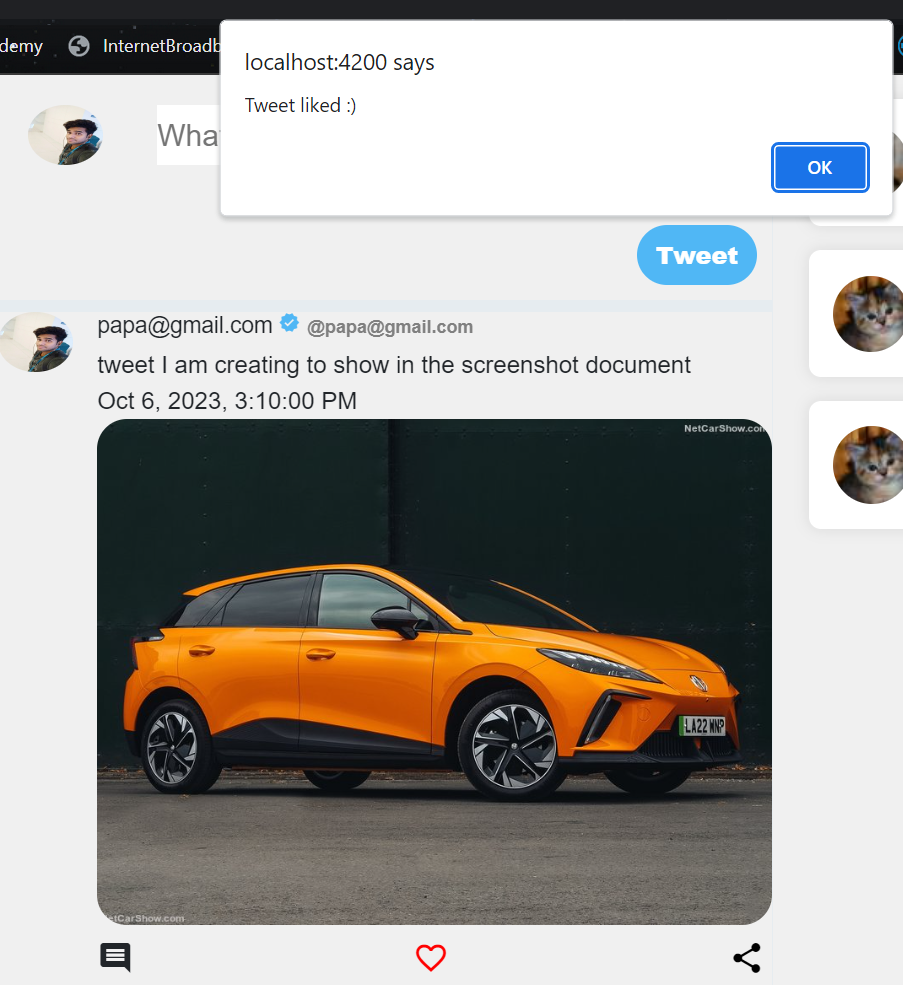 demy InternetBroadb
localhost:4200 says
Tweet liked :)
OK
What
Tweet
papa@gmail.com @papa@gmail.com
tweet I am creating to show in the screenshot document
Oct 6, 2023, 3:10:00 PM
NetCarShow.com
LA22 WNP
etCarShow.com